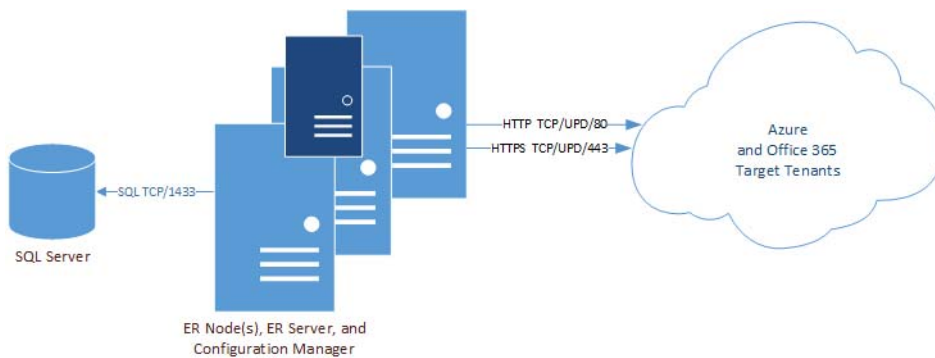 HTTP TCP/UPD/80
HTTPS TCP/UPD/443
Azure
and Office 365
Target Tenants
SQL TCP/1433
SQL Server
ER Node(s), ER Server, and
Configuration Manager